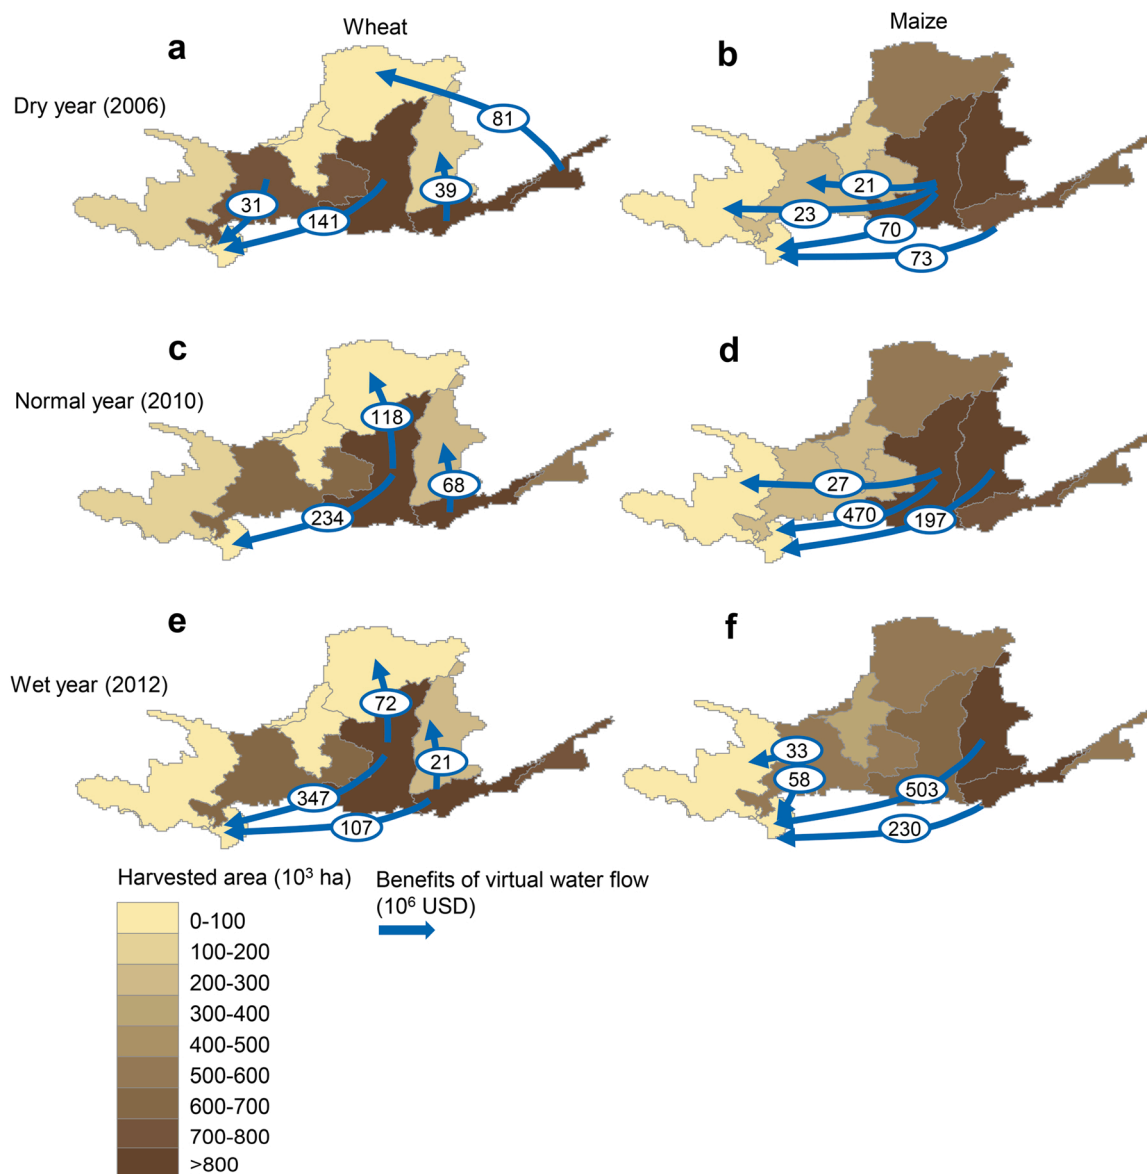 Wheat
Maize
a
b
Dry year (2006)
81
39
31
141
21
23
70
73
c
d
Normal year (2010)
118
68
234
27
470
197
e
f
Wet year (2012)
72
21
347
107
33
58
503
230
Harvested area (10³ ha)
0-100
100-200
200-300
300-400
400-500
500-600
600-700
700-800
>800
Benefits of virtual water flow
(10⁶ USD)